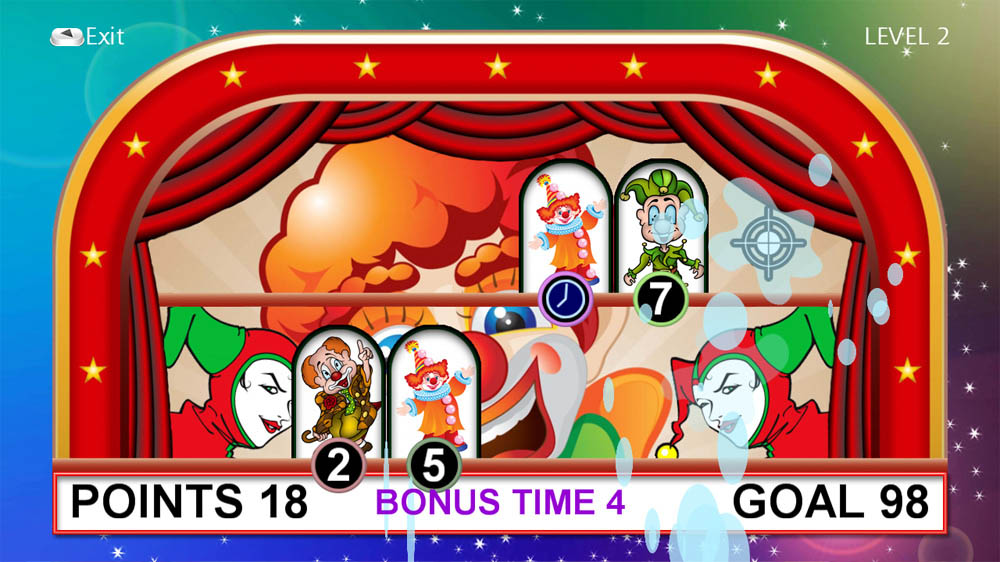 Exit
LEVEL 2
7
2
5
POINTS 18
BONUS TIME 4
GOAL 98